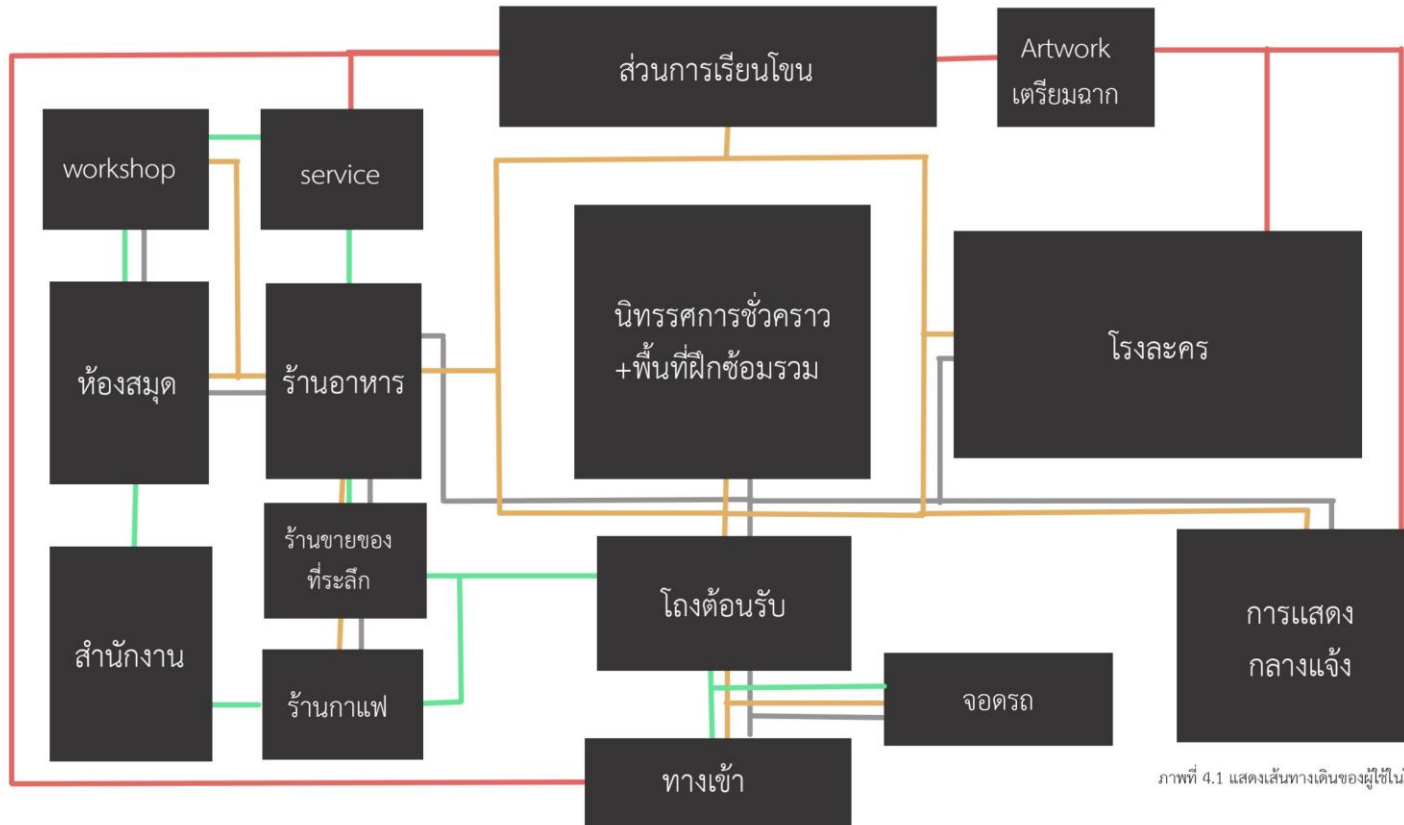 ส่วนการเรียนโขน
Artwork
เตรียมฉาก
workshop
service
นิทรรศการชั่วคราว
+พื้นที่ฝึกซ้อมรวม
โรงละคร
ห้องสมุด
ร้านอาหาร
ร้านขายของ
ที่ระลึก
โถงต้อนรับ
การแสดง
กลางแจ้ง
สำนักงาน
ร้านกาแฟ
จอดรถ
ทางเข้า
ภาพที่ 4.1 แสดงเส้นทางเดินของผู้ใช้ใน